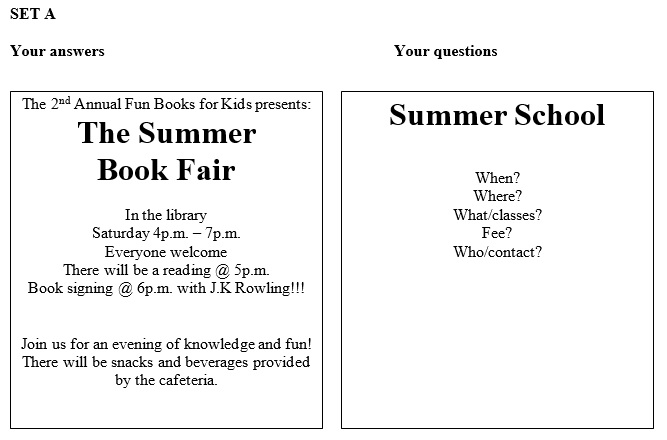 SET A
Your answers
Your questions
The 2nd Annual Fun Books for Kids presents:
The Summer
Book Fair
In the library
Saturday 4p.m. – 7p.m.
Everyone welcome
There will be a reading @ 5p.m.
Book signing @ 6p.m. with J.K Rowling!!!
Join us for an evening of knowledge and fun!
There will be snacks and beverages provided
by the cafeteria.
Summer School
When?
Where?
What/classes?
Fee?
Who/contact?